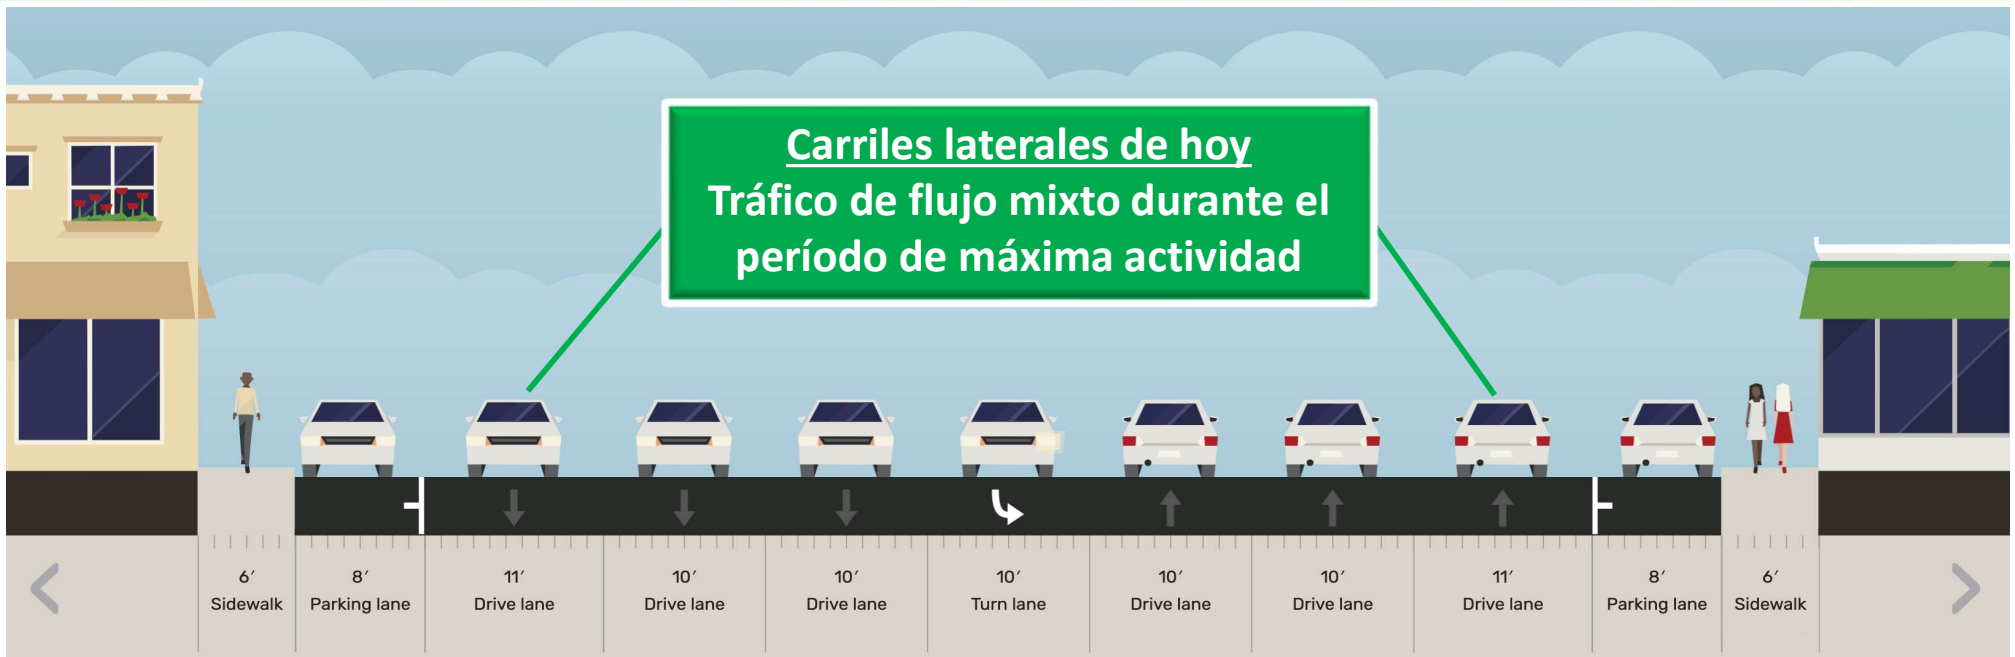 Carriles laterales de hoy
Tráfico de flujo mixto durante el
período de máxima actividad
6′ 8′ 11′ 10′ 10′ 10′ 10′ 10′ 11′ 8′ 6′
Sidewalk Parking lane Drive lane Drive lane Drive lane Turn lane Drive lane Drive lane Drive lane Parking lane Sidewalk